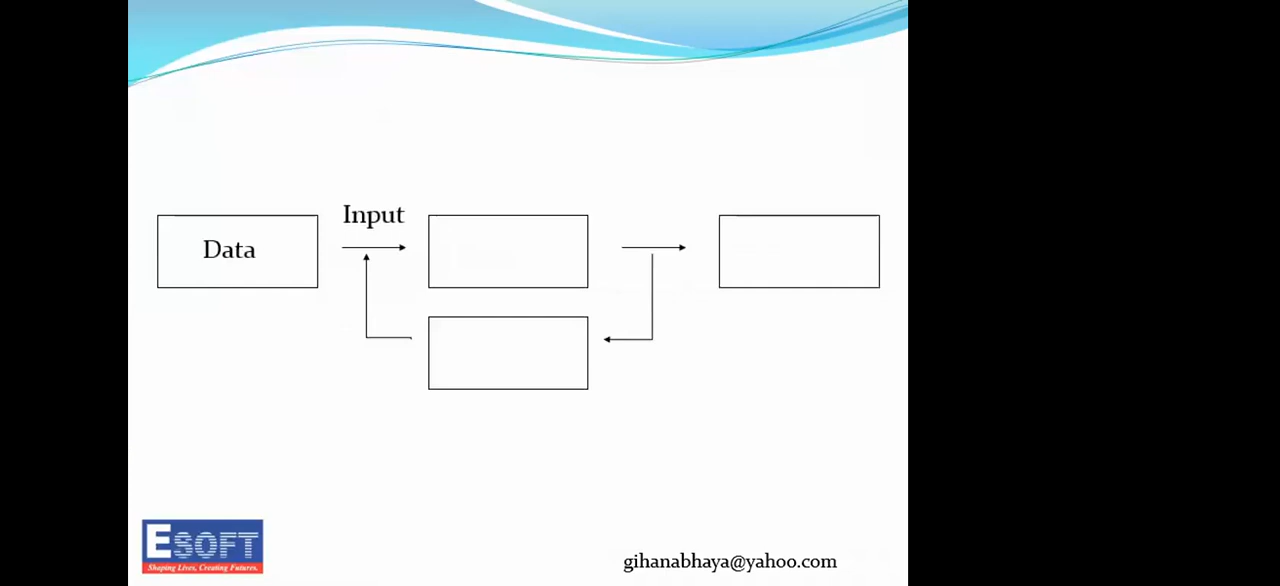 Input
Data
ESOFT
Shaping Lives, Creating Futures.
gihanabhaya@yahoo.com